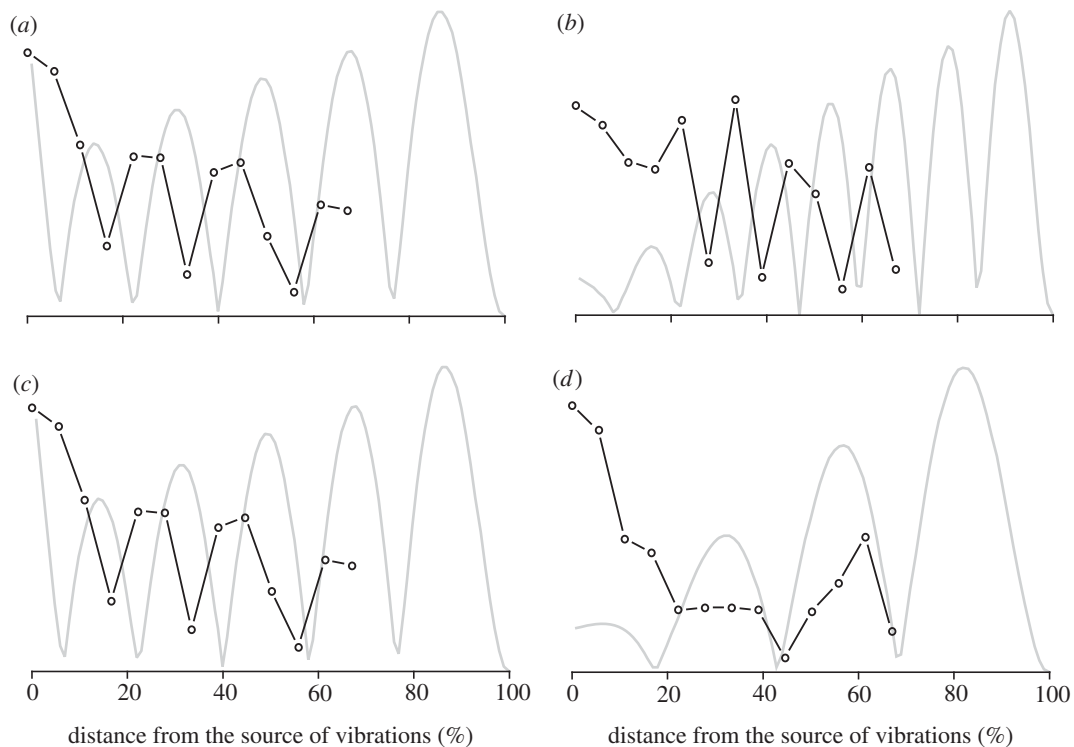 (a)
(b)
(c)
(d)
0 20 40 60 80 100
0 20 40 60 80 100
distance from the source of vibrations (%)
distance from the source of vibrations (%)